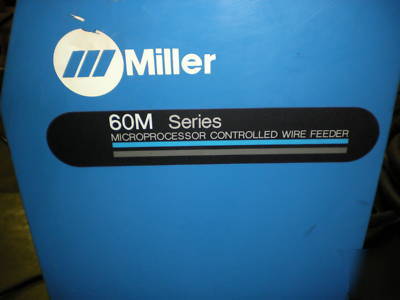 Miller
60M Series
MICROPROCESSOR CONTROLLED WIRE FEEDER